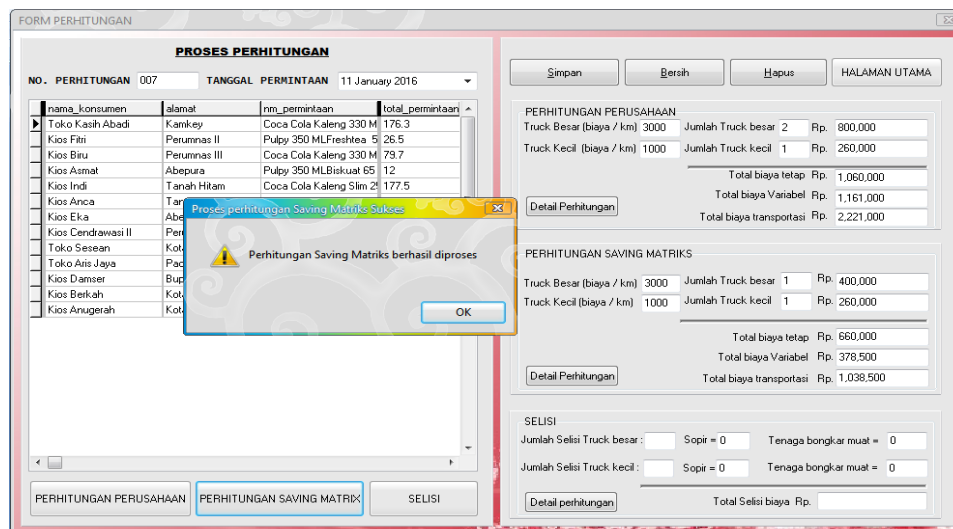 FORM PERHITUNGAN
PROSES PERHITUNGAN
NO. PERHITUNGAN 007 TANGGAL PERMINTAAN 11 January 2016
nama_konsumen alamat nm_permintaan total_permintaan
Toko Kasih Abadi Kamkey Coca Cola Kaleng 330 M 176.3
Kios Fitri Perumnas II Pulpy 350 MLFreshtea 5 26.5
Kios Biru Perumnas III Coca Cola Kaleng 330 M 79.7
Kios Asmat Abepura Pulpy 350 MLBiskuat 65 12
Kios Indi Tanah Hitam Coca Cola Kaleng Slim 25 177.5
Kios Anca Tan
Kios Eka Abe
Kios Cendrawasi II Peru
Toko Sesean Kota
Toko Aris Jaya Pad
Kios Damser Bup
Kios Berkah Kota
Kios Anugerah Kota
Proses perhitungan Saving Matriks Sukses
Perhitungan Saving Matriks berhasil diproses
OK
PERHITUNGAN PERUSAHAAN PERHITUNGAN SAVING MATRIX SELISI
Simpan Bersih Hapus HALAMAN UTAMA
PERHITUNGAN PERUSAHAAN
Truck Besar (biaya / km) 3000 Jumlah Truck besar 2 Rp. 800,000
Truck Kecil (biaya / km) 1000 Jumlah Truck kecil 1 Rp. 260,000
Total biaya tetap Rp. 1,060,000
Total biaya Variabel Rp. 1,161,000
Detail Perhitungan Total biaya transportasi Rp. 2,221,000
PERHITUNGAN SAVING MATRIKS
Truck Besar (biaya / km) 3000 Jumlah Truck besar 1 Rp. 400,000
Truck Kecil (biaya / km) 1000 Jumlah Truck kecil 1 Rp. 260,000
Total biaya tetap Rp. 660,000
Total biaya Variabel Rp. 378,500
Detail Perhitungan Total biaya transportasi Rp. 1,038,500
SELISI
Jumlah Selisi Truck besar : Sopir = 0 Tenaga bongkar muat = 0
Jumlah Selisi Truck kecil : Sopir = 0 Tenaga bongkar muat = 0
Detail perhitungan Total Selisi biaya Rp.